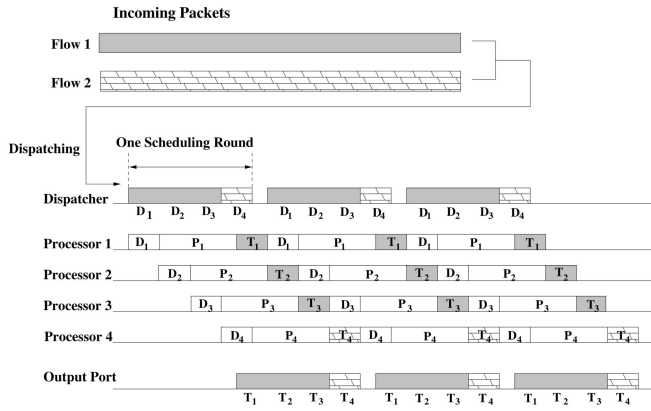 Incoming Packets
Flow 1
Flow 2
One Scheduling Round
Dispatching
Dispatcher
D1 D2 D3 D4 D1 D2 D3 D4 D1 D2 D3 D4
Processor 1 D1 P1 T1 D1 P1 T1 D1 P1 T1
Processor 2 D2 P2 T2 D2 P2 T2 D2 P2 T2
Processor 3 D3 P3 T3 D3 P3 T3 D3 P3 T3
Processor 4 D4 P4 T4 D4 P4 T4 D4 P4 T4
Output Port
T1 T2 T3 T4 T1 T2 T3 T4 T1 T2 T3 T4